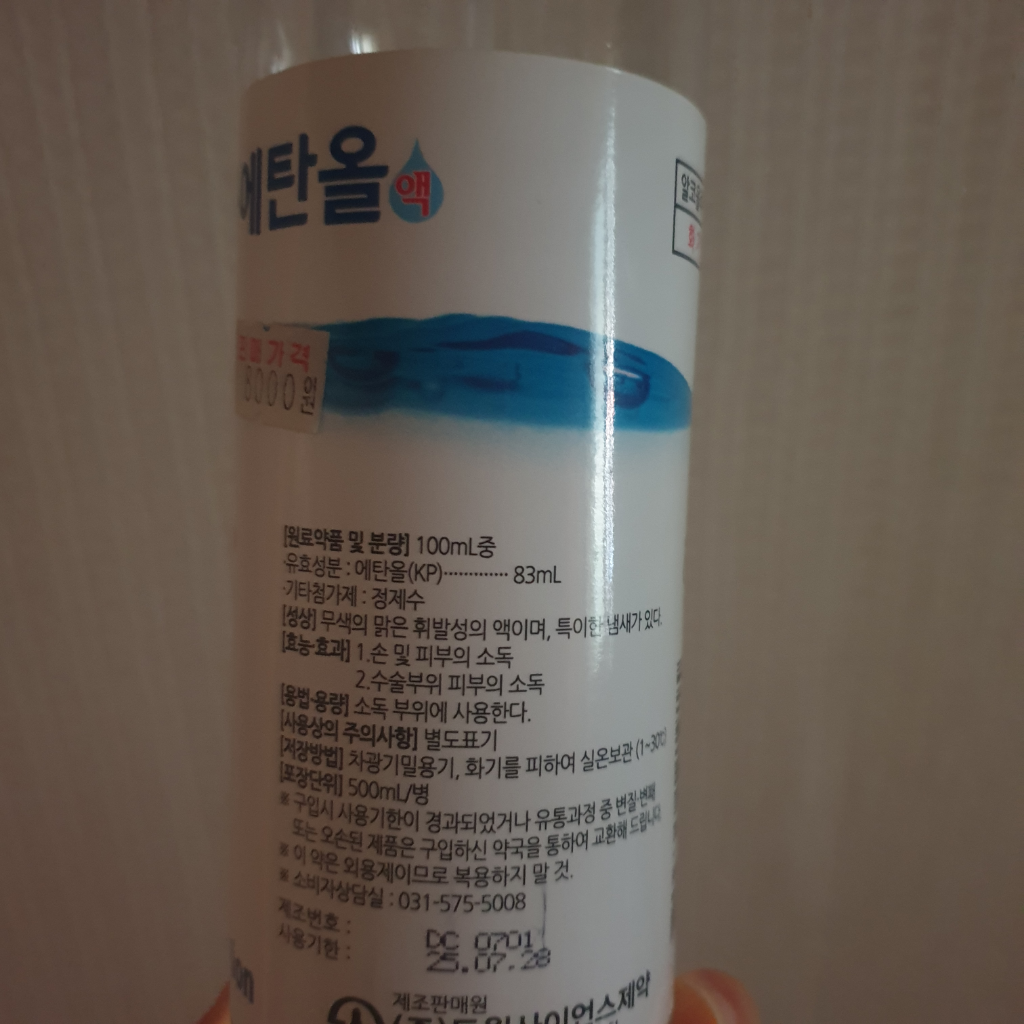 에탄올액
알코올
판매가격
8000원
[원료약품 및 분량] 100mL중
·유효성분 : 에탄올(KP)············· 83mL
·기타첨가제 : 정제수
[성상] 무색의 맑은 휘발성의 액이며, 특이한 냄새가 있다.
[효능·효과] 1.손 및 피부의 소독
2.수술부위 피부의 소독
[용법·용량] 소독 부위에 사용한다.
[사용상의 주의사항] 별도표기
[저장방법] 차광기밀용기, 화기를 피하여 실온보관 (1~30℃)
[포장단위] 500mL/병
※ 구입시 사용기한이 경과되었거나 유통과정 중 변질·변패
또는 오손된 제품은 구입하신 약국을 통하여 교환해 드립니다.
※ 이 약은 외용제이므로 복용하지 말 것.
※ 소비자상담실 : 031-575-5008
제조번호 : DC 0701
사용기한 : 25.07.28
제조판매원